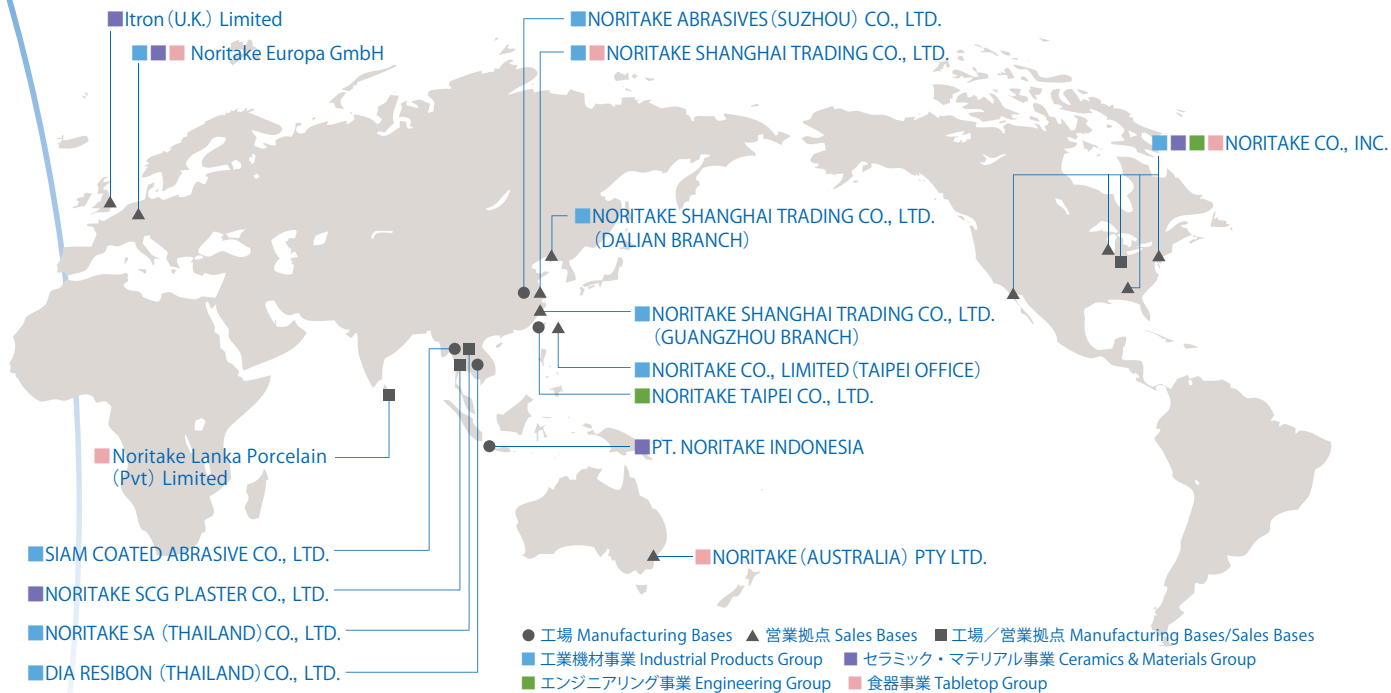 Itron (U.K.) Limited
Noritake Europa GmbH
NORITAKE ABRASIVES (SUZHOU) CO., LTD.
NORITAKE SHANGHAI TRADING CO., LTD.
NORITAKE CO., INC.
NORITAKE SHANGHAI TRADING CO., LTD.
(DALIAN BRANCH)
NORITAKE SHANGHAI TRADING CO., LTD.
(GUANGZHOU BRANCH)
NORITAKE CO., LIMITED (TAIPEI OFFICE)
NORITAKE TAIPEI CO., LTD.
PT. NORITAKE INDONESIA
Noritake Lanka Porcelain
(Pvt) Limited
SIAM COATED ABRASIVE CO., LTD.
NORITAKE SCG PLASTER CO., LTD.
NORITAKE SA (THAILAND) CO., LTD.
DIA RESIBON (THAILAND) CO., LTD.
NORITAKE (AUSTRALIA) PTY LTD.
● 工場 Manufacturing Bases ▲ 営業拠点 Sales Bases ■ 工場／営業拠点 Manufacturing Bases/Sales Bases
■ 工業機材事業 Industrial Products Group ■ セラミック・マテリアル事業 Ceramics & Materials Group
■ エンジニアリング事業 Engineering Group ■ 食器事業 Tabletop Group